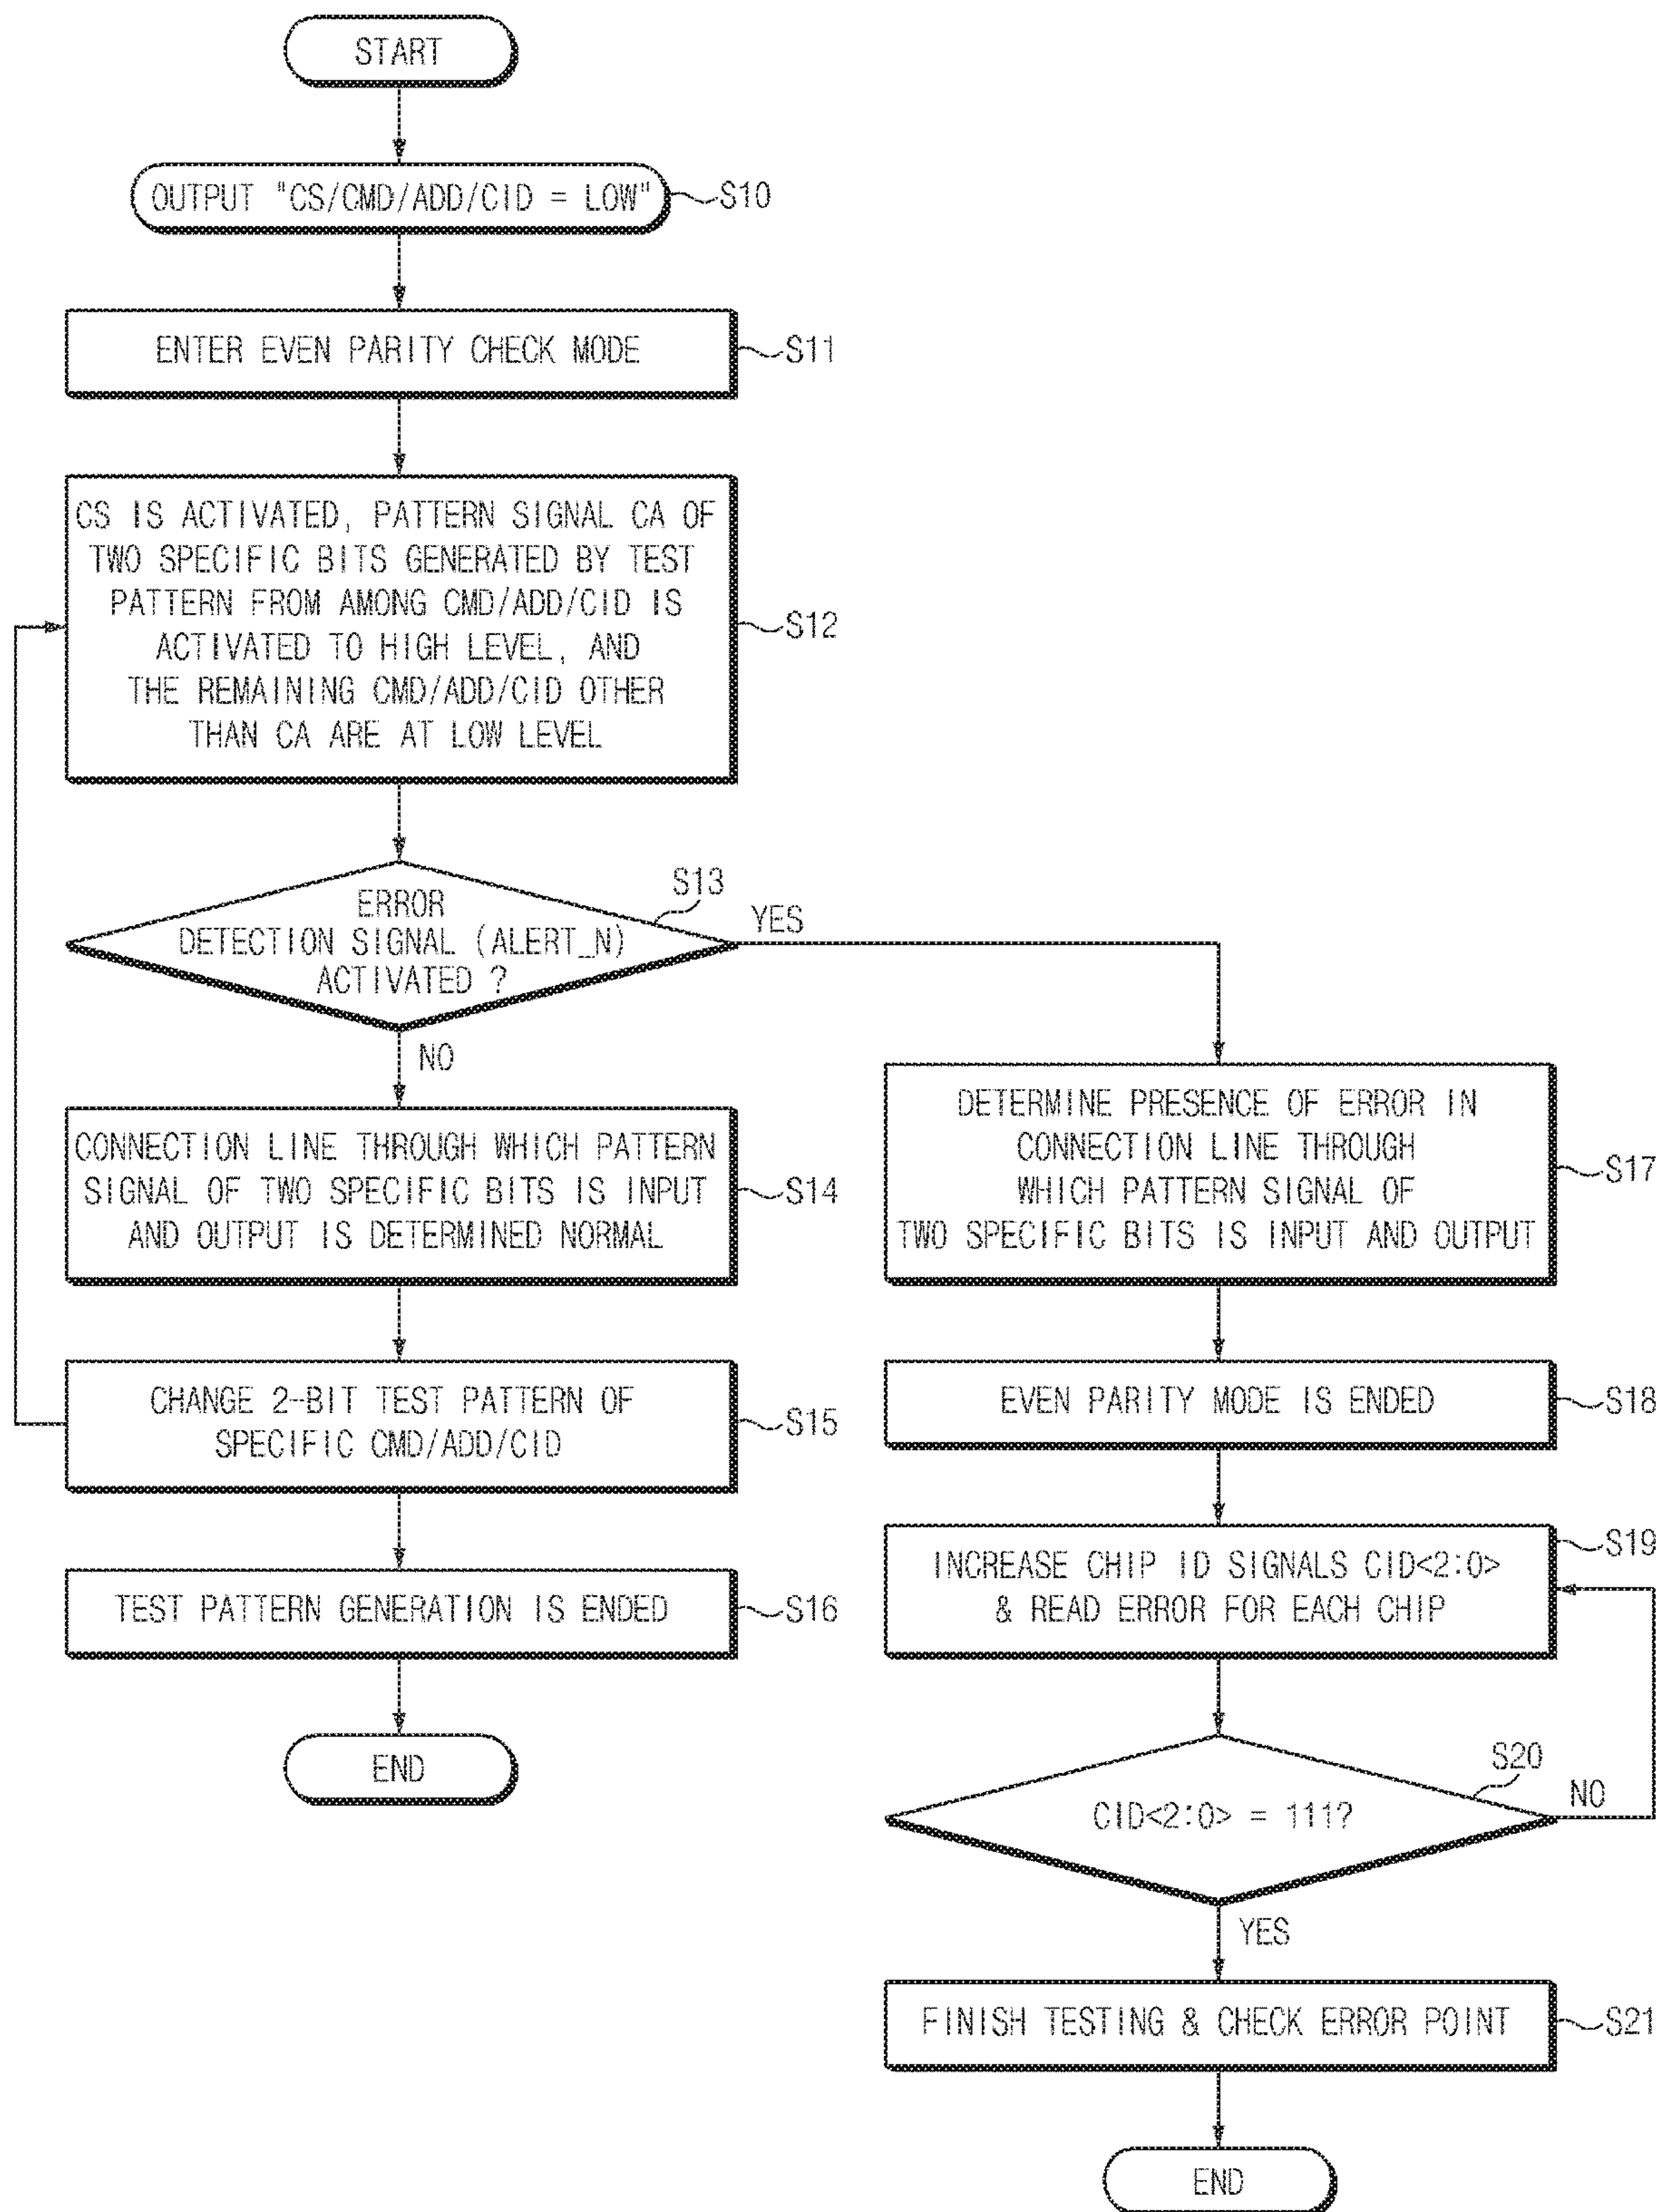 START
OUTPUT "CS/CMD/ADD/CID = LOW"
S10
ENTER EVEN PARITY CHECK MODE
S11
CS IS ACTIVATED, PATTERN SIGNAL CA OF
TWO SPECIFIC BITS GENERATED BY TEST
PATTERN FROM AMONG CMD/ADD/CID IS
ACTIVATED TO HIGH LEVEL, AND
THE REMAINING CMD/ADD/CID OTHER
THAN CA ARE AT LOW LEVEL
S12
ERROR
DETECTION SIGNAL (ALERT_N)
ACTIVATED ?
S13
YES
NO
CONNECTION LINE THROUGH WHICH PATTERN
SIGNAL OF TWO SPECIFIC BITS IS INPUT
AND OUTPUT IS DETERMINED NORMAL
S14
CHANGE 2-BIT TEST PATTERN OF
SPECIFIC CMD/ADD/CID
S15
TEST PATTERN GENERATION IS ENDED
S16
END
DETERMINE PRESENCE OF ERROR IN
CONNECTION LINE THROUGH
WHICH PATTERN SIGNAL OF
TWO SPECIFIC BITS IS INPUT AND OUTPUT
S17
EVEN PARITY MODE IS ENDED
S18
INCREASE CHIP ID SIGNALS CID<2:0>
& READ ERROR FOR EACH CHIP
S19
CID<2:0> = 111?
S20
NO
YES
FINISH TESTING & CHECK ERROR POINT
S21
END